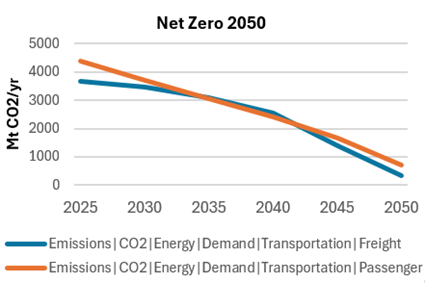 Net Zero 2050
Mt CO2/yr
5000
4000
3000
2000
1000
0
2025 2030 2035 2040 2045 2050
Emissions|CO2|Energy|Demand|Transportation|Freight
Emissions|CO2|Energy|Demand|Transportation|Passenger